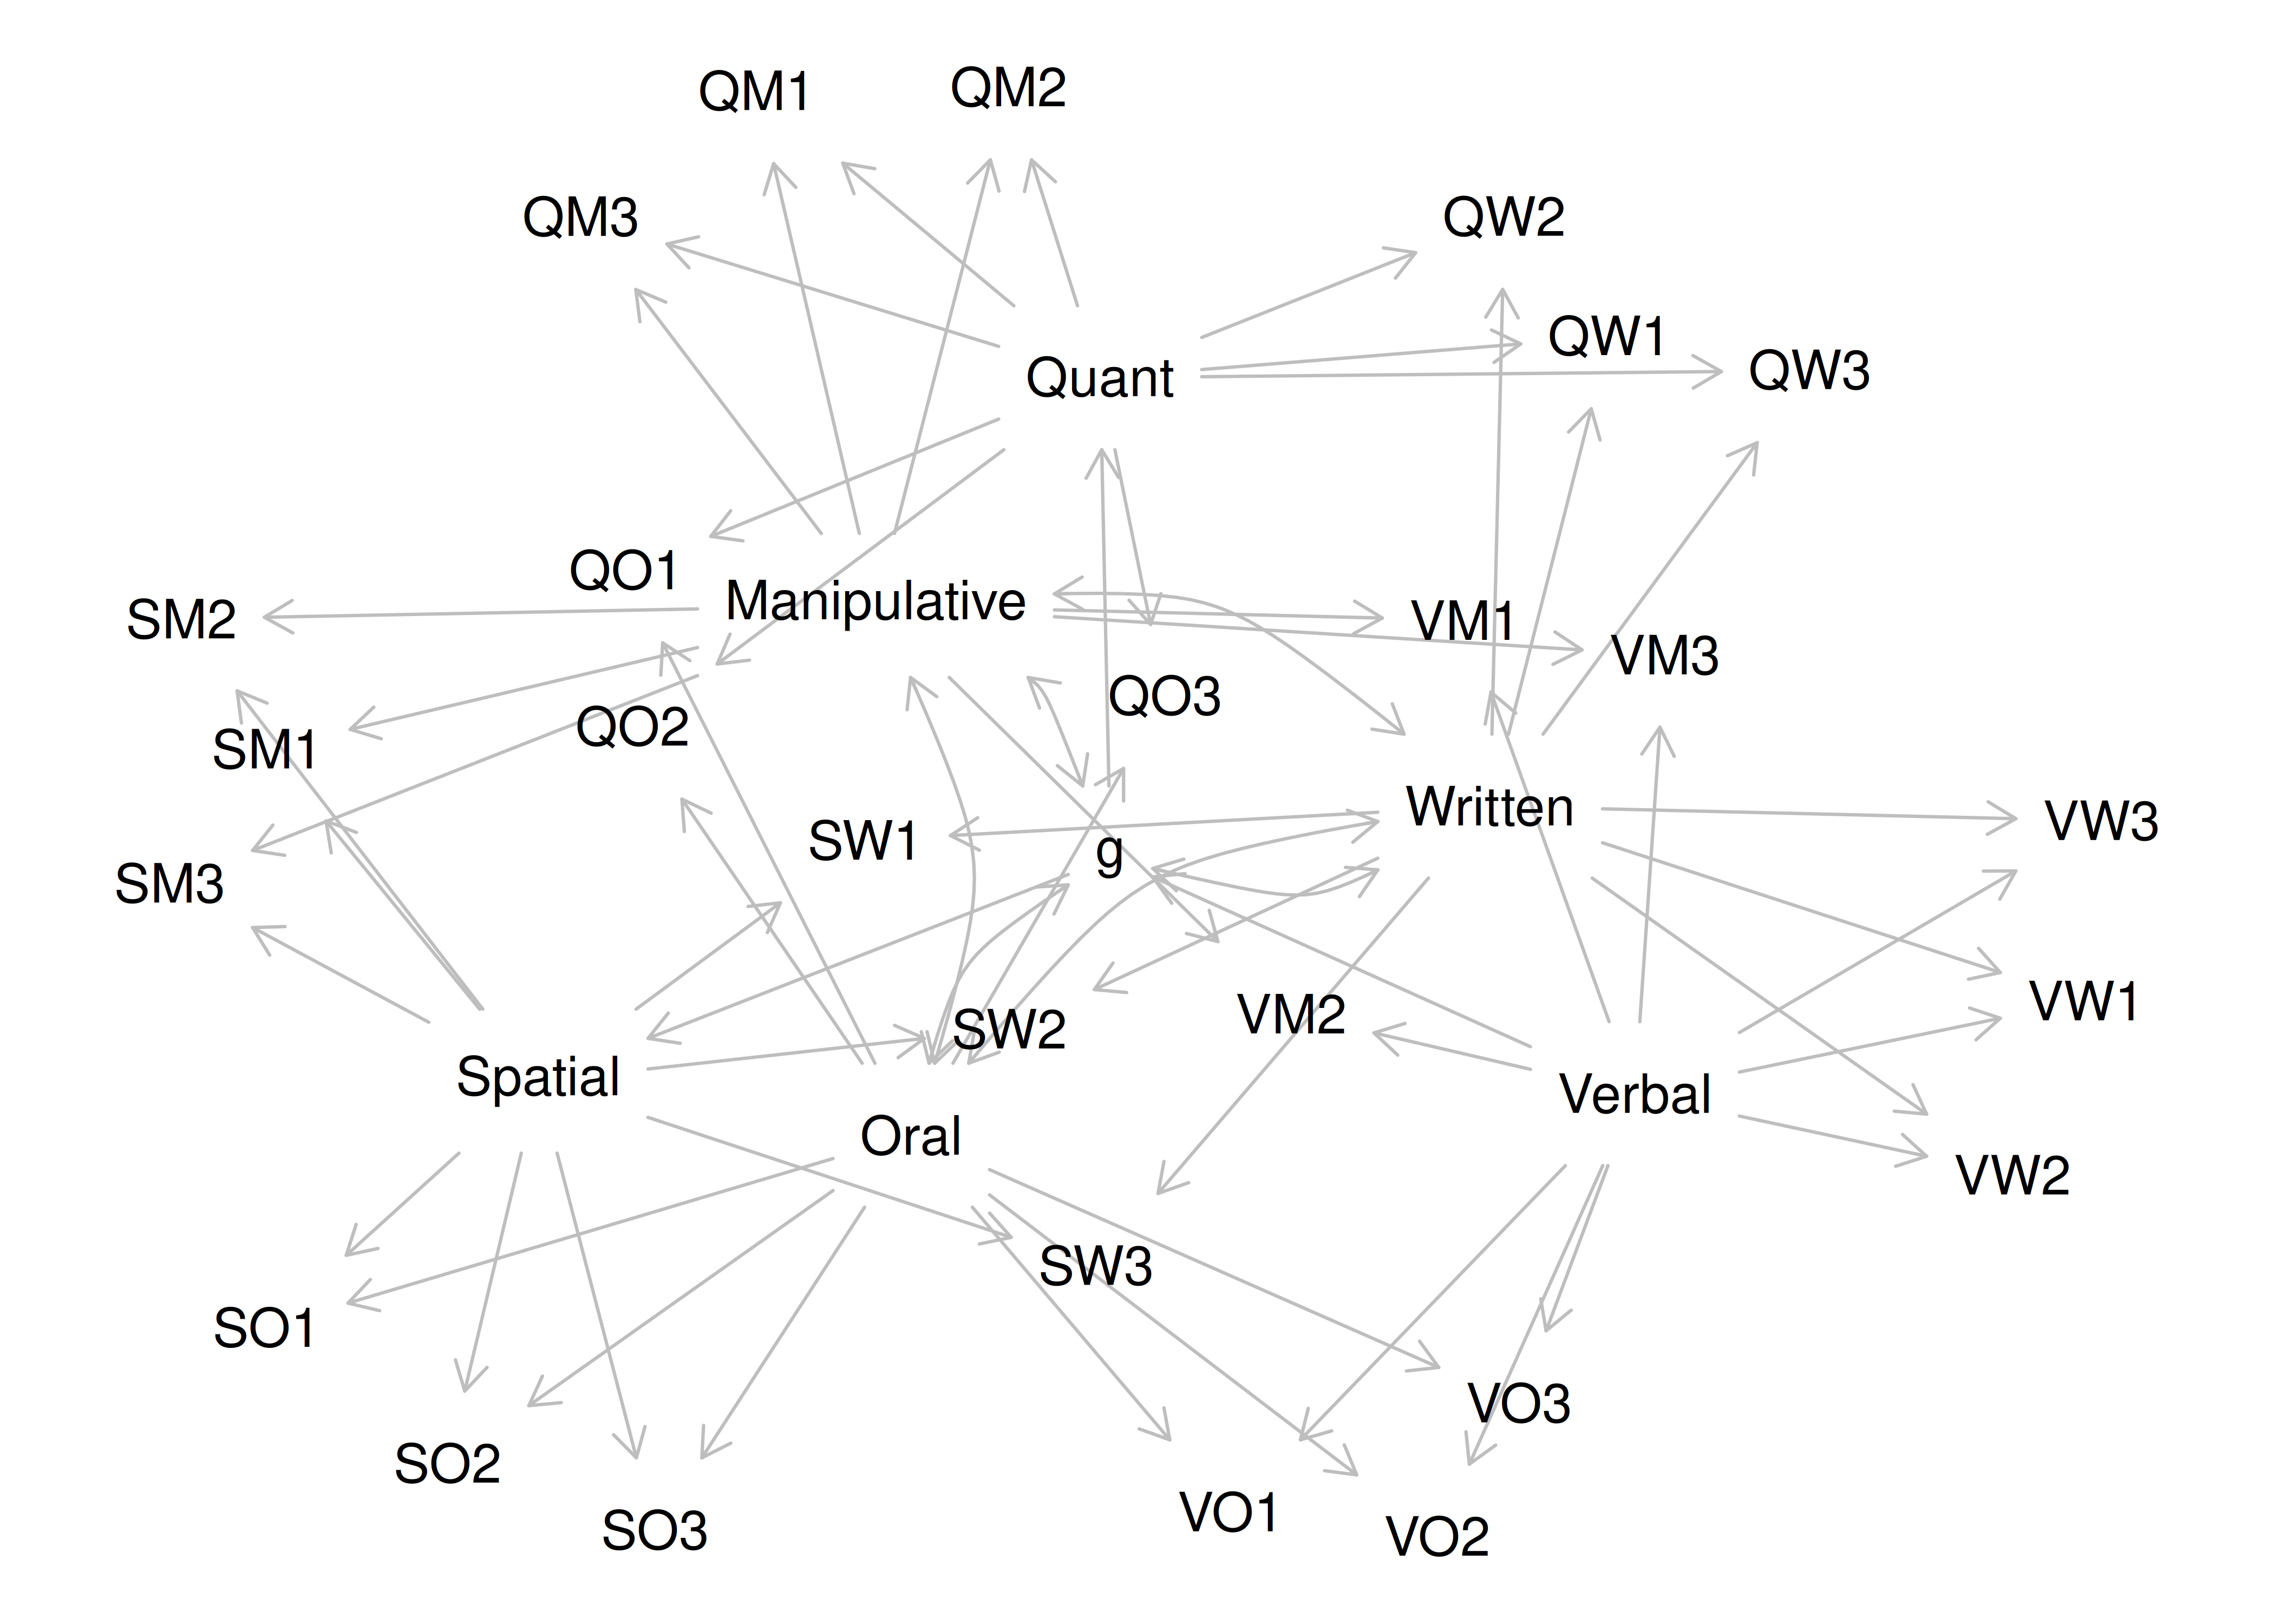 QM1
QM2
QM3
QW2
QW1
QW3
Quant
QO1
Manipulative
SM2
VM1
VM3
QO3
QO2
SM1
Written
VW3
SW1
g
SM3
VW1
SW2
VM2
Spatial
Verbal
Oral
VW2
SW3
SO1
VO3
SO2
VO1
SO3
VO2